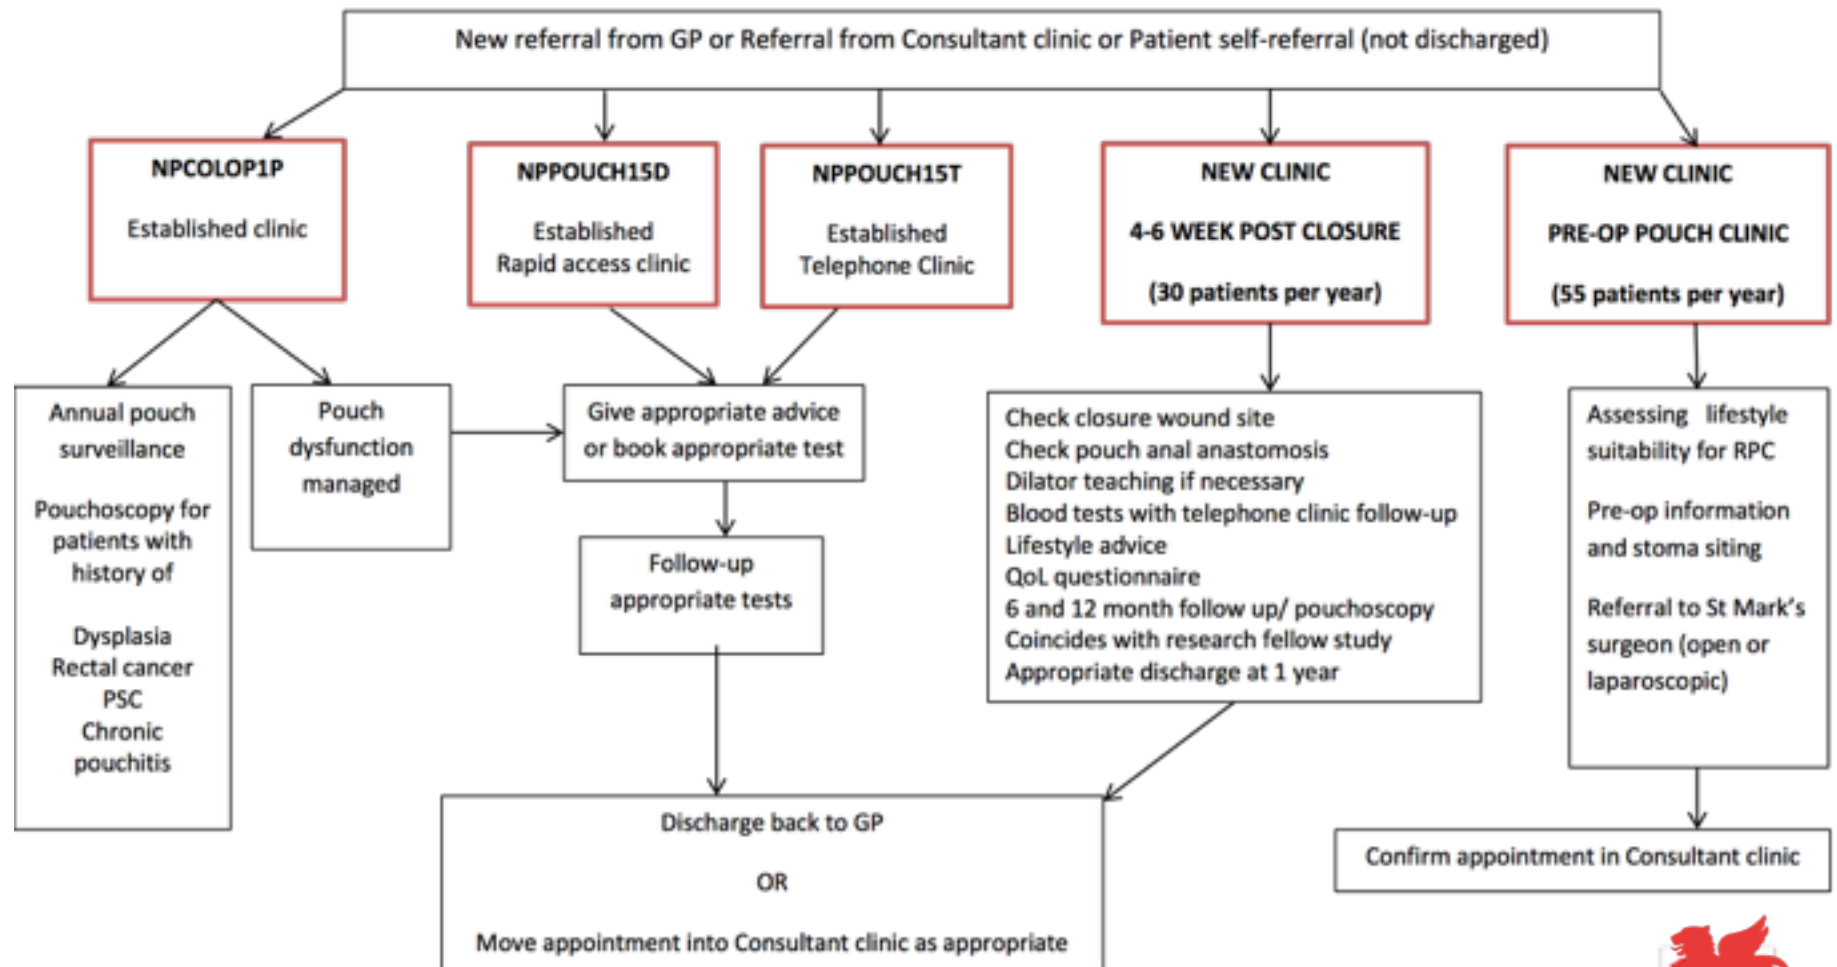 New referral from GP or Referral from Consultant clinic or Patient self-referral (not discharged)
NPCOLOP1P
Established clinic
NPPOUCH15D
Established
Rapid access clinic
NPPOUCH15T
Established
Telephone Clinic
NEW CLINIC
4-6 WEEK POST CLOSURE
(30 patients per year)
NEW CLINIC
PRE-OP POUCH CLINIC
(55 patients per year)
Annual pouch
surveillance
Pouchoscopy for
patients with
history of
Dysplasia
Rectal cancer
PSC
Chronic
pouchitis
Pouch
dysfunction
managed
Give appropriate advice
or book appropriate test
Follow-up
appropriate tests
Check closure wound site
Check pouch anal anastomosis
Dilator teaching if necessary
Blood tests with telephone clinic follow-up
Lifestyle advice
QoL questionnaire
6 and 12 month follow up/ pouchoscopy
Coincides with research fellow study
Appropriate discharge at 1 year
Assessing lifestyle
suitability for RPC
Pre-op information
and stoma siting
Referral to St Mark's
surgeon (open or
laparoscopic)
Discharge back to GP
OR
Move appointment into Consultant clinic as appropriate
Confirm appointment in Consultant clinic